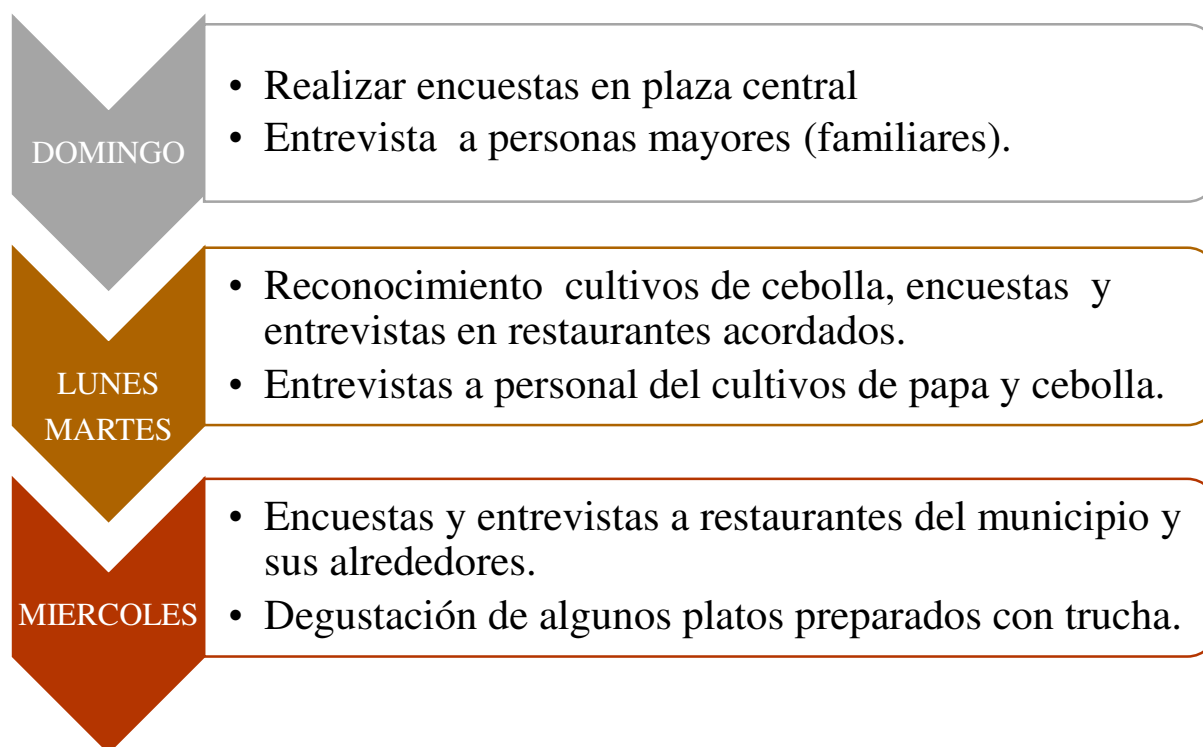 DOMINGO
• Realizar encuestas en plaza central
• Entrevista a personas mayores (familiares).
LUNES
MARTES
• Reconocimiento cultivos de cebolla, encuestas y
entrevistas en restaurantes acordados.
• Entrevistas a personal del cultivos de papa y cebolla.
MIERCOLES
• Encuestas y entrevistas a restaurantes del municipio y
sus alrededores.
• Degustación de algunos platos preparados con trucha.